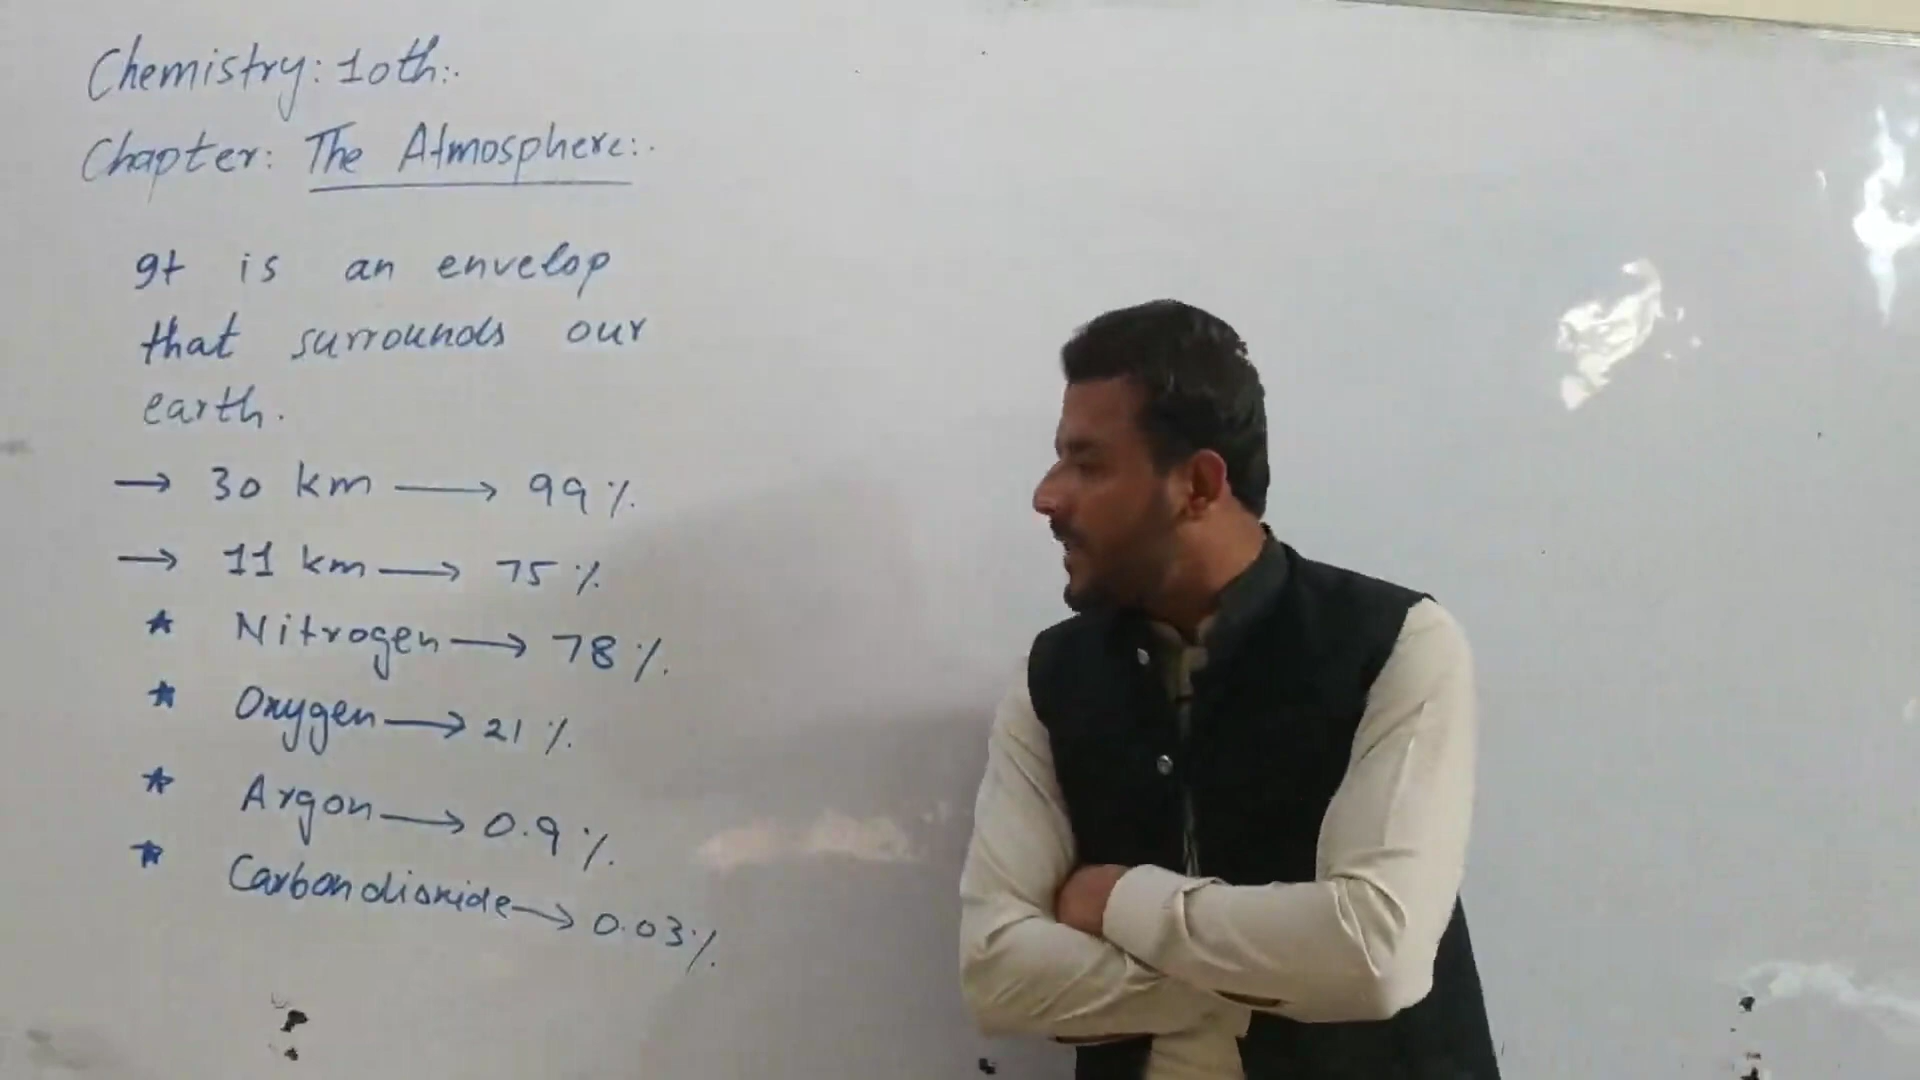 Chemistry: 10th:.
Chapter: The Atmosphere:.
It is an envelop
that surrounds our
earth.
→ 30 km → 99%
→ 11 km → 75%
* Nitrogen → 78%
* Oxygen → 21%
* Argon → 0.9%
* Carbondioxide → 0.03%